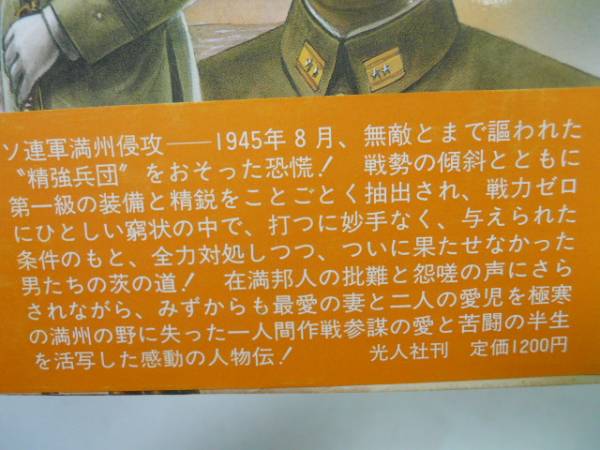 ソ連軍満州侵攻――1945年8月、無敵とまで謳われた
〝精強兵団〟をおそった恐慌！ 戦勢の傾斜とともに
第一級の装備と精鋭をことごとく抽出され、戦力ゼロ
にひとしい窮状の中で、打つに妙手なく、与えられた
条件のもと、全力対処しつつ、ついに果たせなかった
男たちの茨の道！ 在満邦人の批難と怨嗟の声にさら
されながら、みずからも最愛の妻と二人の愛児を極寒
の満州の野に失った一人間作戦参謀の愛と苦闘の半生
を活写した感動の人物伝！ 光人社刊 定価1200円